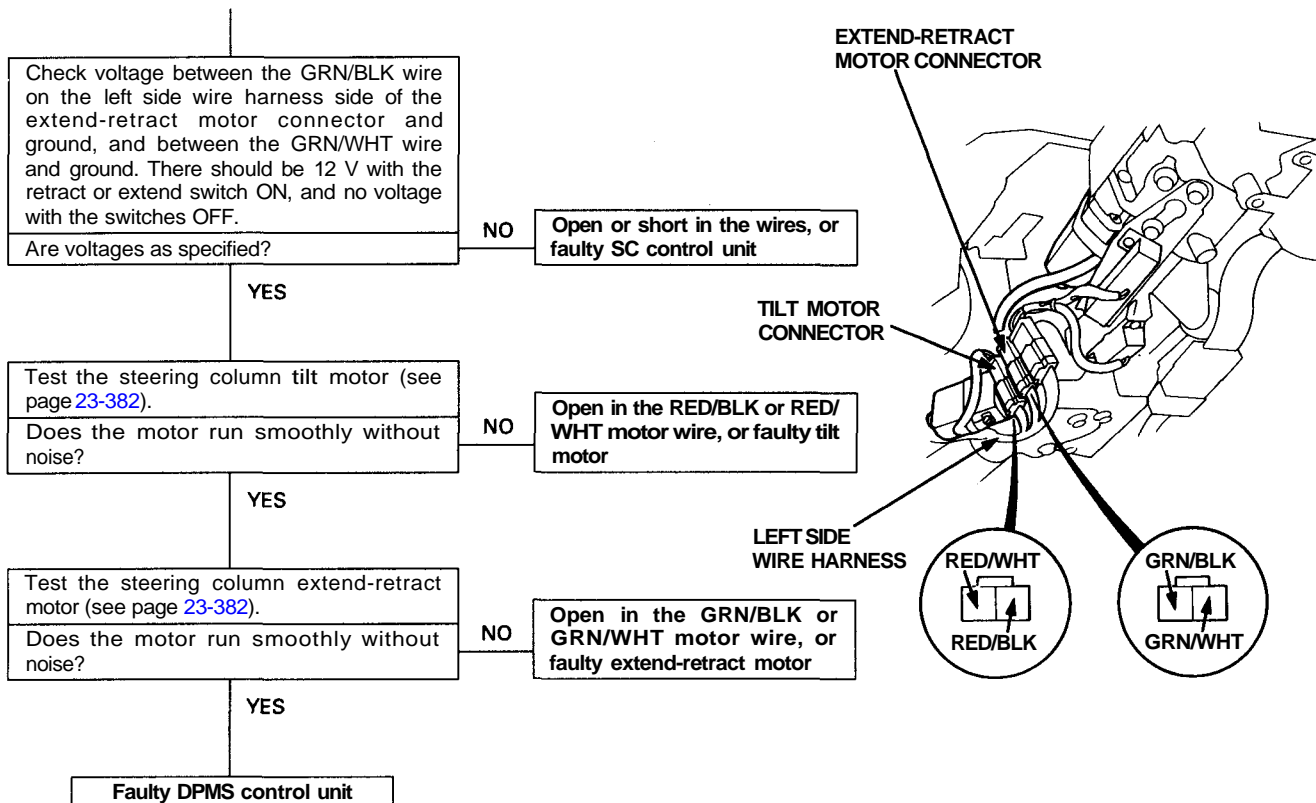 Check voltage between the GRN/BLK wire
on the left side wire harness side of the
extend-retract motor connector and
ground, and between the GRN/WHT wire
and ground. There should be 12 V with the
retract or extend switch ON, and no voltage
with the switches OFF.
Are voltages as specified?
NO
Open or short in the wires, or
faulty SC control unit
YES
Test the steering column tilt motor (see
page 23-382).
Does the motor run smoothly without
noise?
NO
Open in the RED/BLK or RED/
WHT motor wire, or faulty tilt
motor
YES
Test the steering column extend-retract
motor (see page 23-382).
Does the motor run smoothly without
noise?
NO
Open in the GRN/BLK or
GRN/WHT motor wire, or
faulty extend-retract motor
YES
Faulty DPMS control unit
EXTEND-RETRACT
MOTOR CONNECTOR
TILT MOTOR
CONNECTOR
LEFT SIDE
WIRE HARNESS
RED/WHT
RED/BLK
GRN/BLK
GRN/WHT